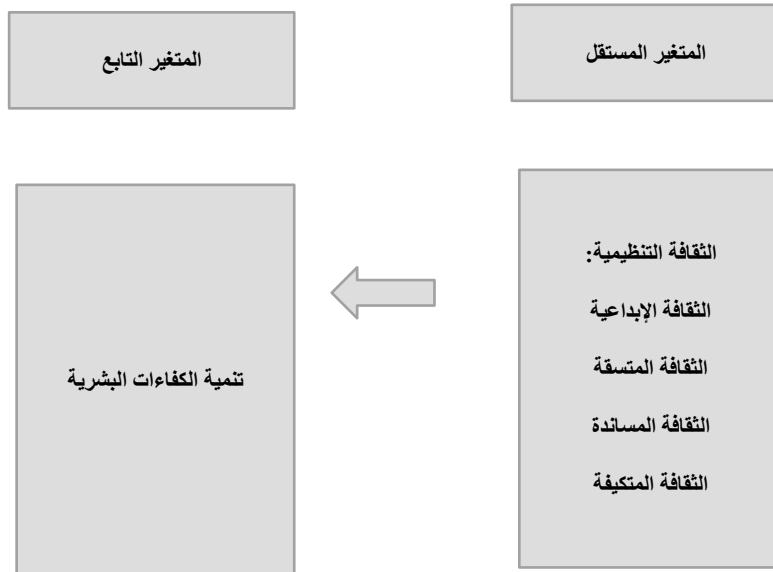 المتغير المستقل
المتغير التابع
الثقافة التنظيمية:
الثقافة الإبداعية
الثقافة المتسقة
الثقافة المساندة
الثقافة المتكيفة
تنمية الكفاءات البشرية